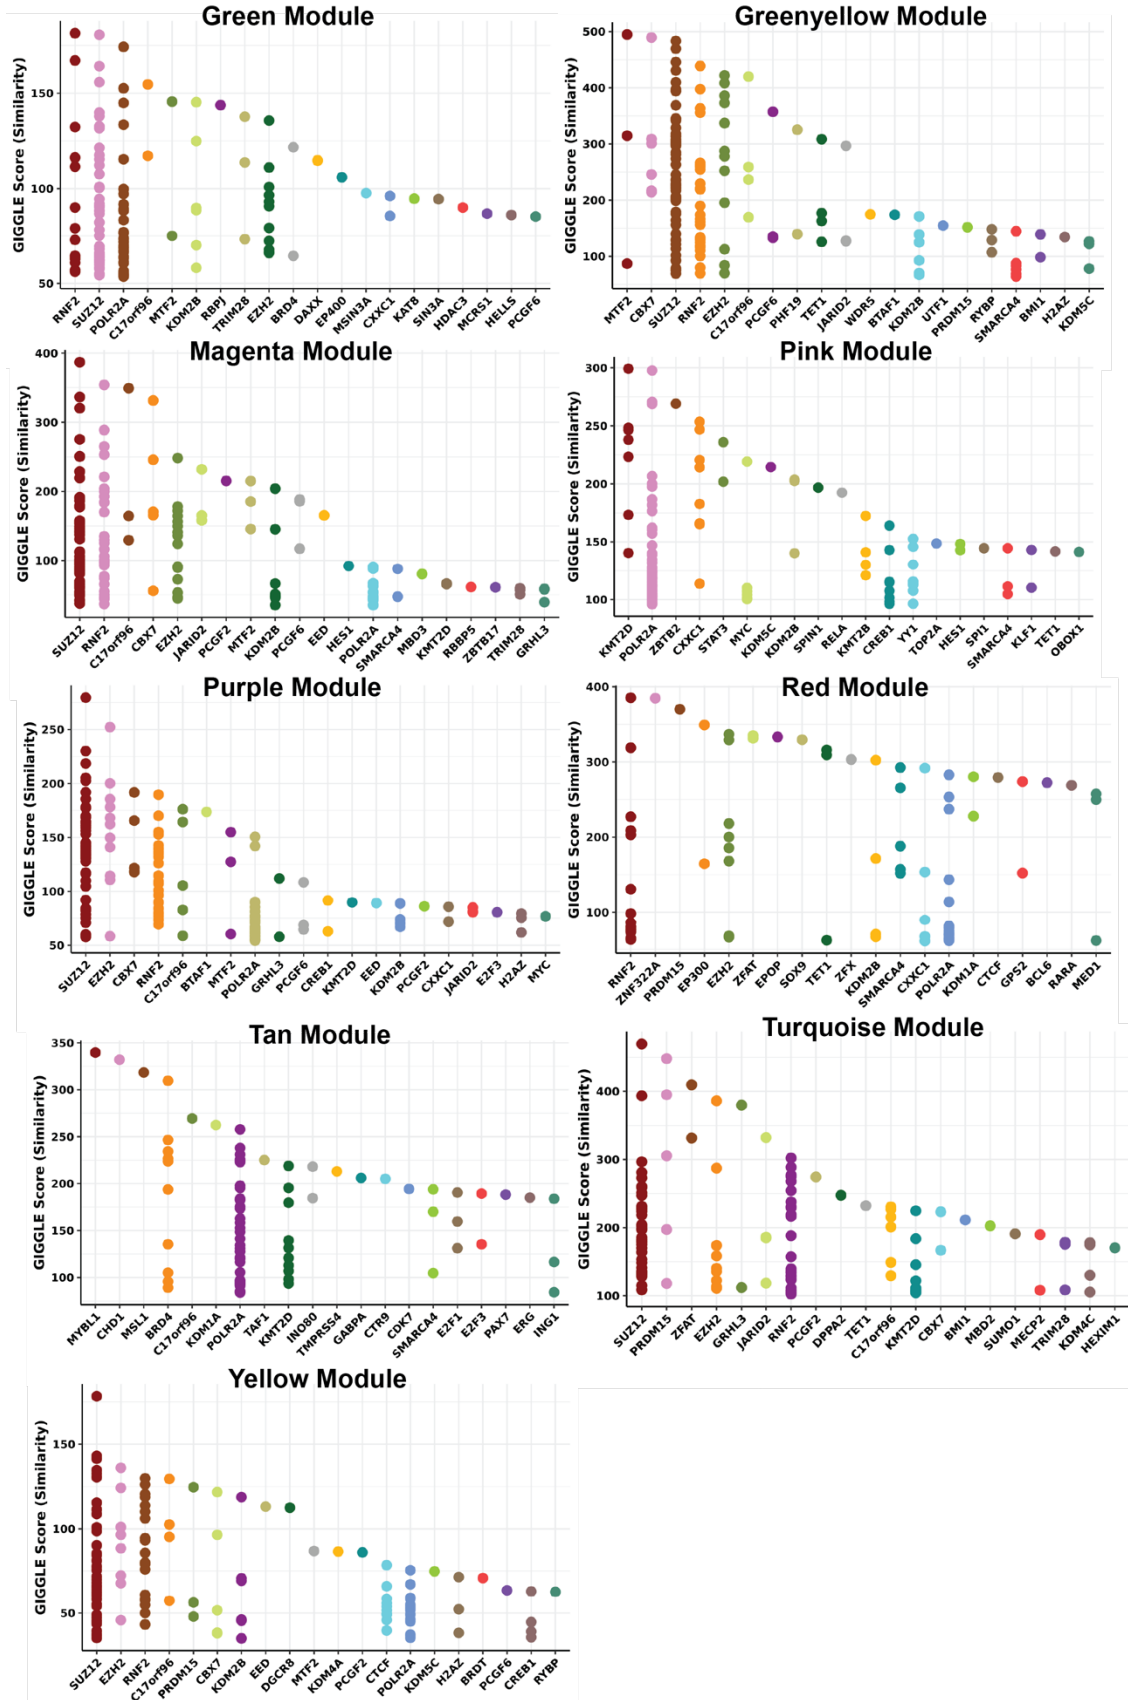 Green Module
GIGGLE Score (Similarity)
150
100
50
RNF2 SUZ12 POLR2A C17orf96 MTF2 KDM2B RBPJ TRIM28 EZH2 BRD4 DAXX EP400 MSIN3A CXXC1 KAT8 SIN3A HDAC3 MCRS1 HELLS PCGF6
Greenyellow Module
GIGGLE Score (Similarity)
500
400
300
200
100
MTF2 CBX7 SUZ12 RNF2 EZH2 C17orf96 PCGF6 PHF19 TET1 JARID2 WDR5 BTAF1 KDM2B UTF1 PRDM15 RYBP SMARCA4 BMI1 H2AZ KDM5C
Magenta Module
GIGGLE Score (Similarity)
400
300
200
100
SUZ12 RNF2 C17orf96 CBX7 EZH2 JARID2 PCGF2 MTF2 KDM2B PCGF6 EED HES1 POLR2A SMARCA4 MBD3 KMT2D RBBP5 ZBTB17 TRIM28 GRHL3
Pink Module
GIGGLE Score (Similarity)
300
250
200
150
100
KMT2D POLR2A ZBTB2 CXXC1 STAT3 MYC KDM5C KDM2B SPIN1 RELA KMT2B CREB1 YY1 TOP2A HES1 SPI1 SMARCA4 KLF1 TET1 OBOX1
Purple Module
GIGGLE Score (Similarity)
250
200
150
100
50
SUZ12 EZH2 CBX7 RNF2 C17orf96 BTAF1 MTF2 POLR2A GRHL3 PCGF6 CREB1 KMT2D EED KDM2B PCGF2 CXXC1 JARID2 E2F3 H2AZ MYC
Red Module
GIGGLE Score (Similarity)
400
300
200
100
RNF2 ZNF322A PRDM15 EP300 EZH2 ZFAT EPOP SOX9 TET1 ZFX KDM2B SMARCA4 CXXC1 POLR2A KDM1A CTCF GPS2 BCL6 RARA MED1
Tan Module
GIGGLE Score (Similarity)
350
300
250
200
150
100
MYBL1 CHD1 MSL1 BRD4 C17orf96 KDM1A POLR2A TAF1 KMT2D INO80 TMPRSS4 GABPA CTR9 CDK7 SMARCA4 E2F1 E2F3 PAX7 ERG ING1
Turquoise Module
GIGGLE Score (Similarity)
400
300
200
100
SUZ12 PRDM15 ZFAT EZH2 GRHL3 JARID2 RNF2 PCGF2 DPPA2 TET1 C17orf96 KMT2D CBX7 BMI1 MBD2 SUMO1 MECP2 TRIM28 KDM4C HEXIM1
Yellow Module
GIGGLE Score (Similarity)
150
100
50
SUZ12 EZH2 RNF2 C17orf96 PRDM15 CBX7 KDM2B EED DGCR8 MTF2 KDM4A PCGF2 CTCF POLR2A KDM5C H2AZ BRDT PCGF6 CREB1 RYBP